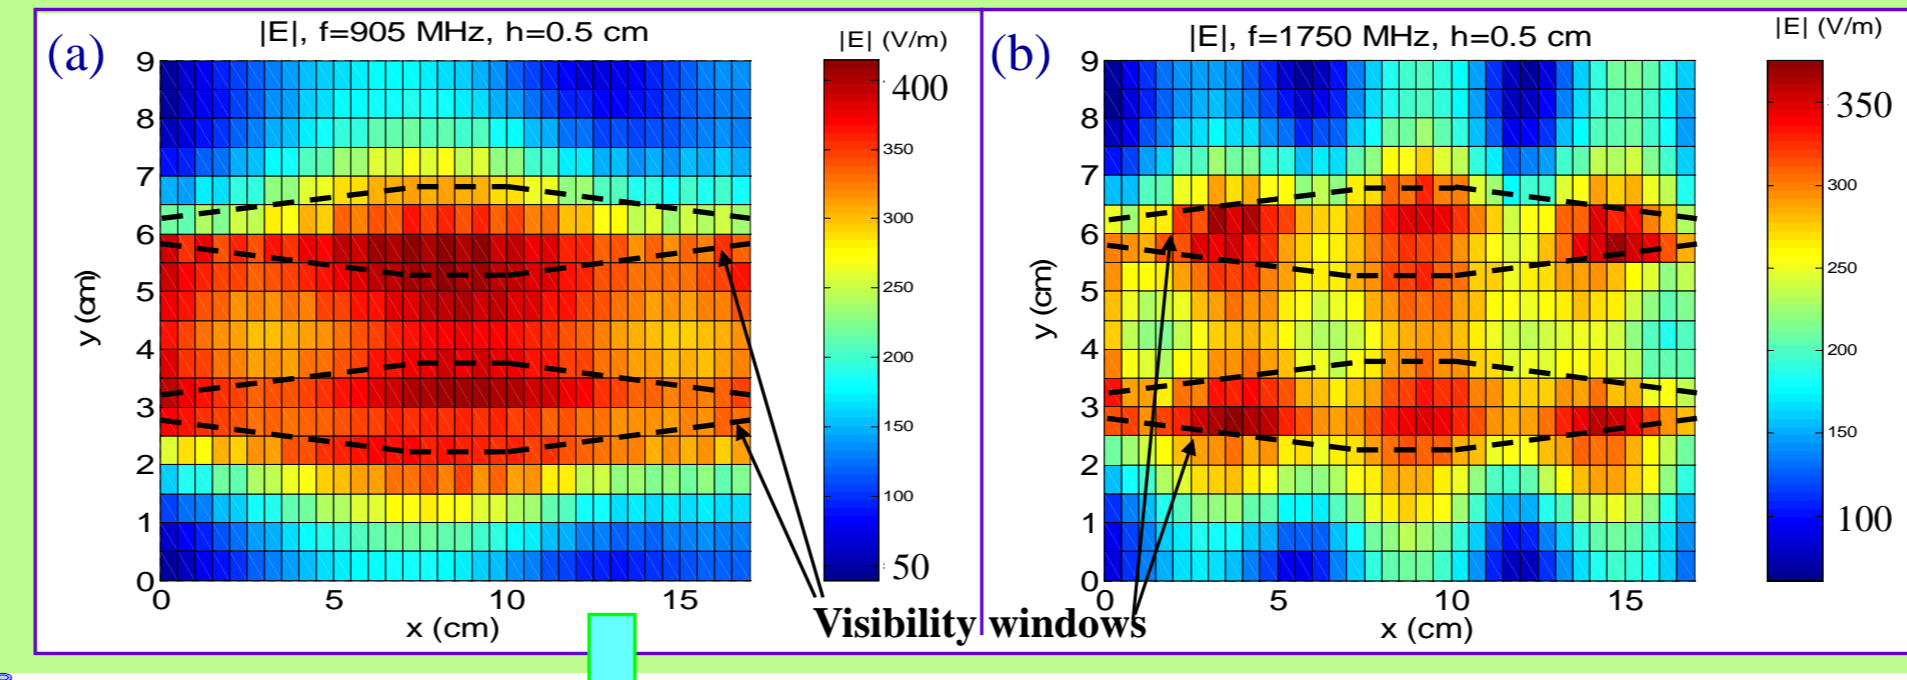 (a)
|E|, f=905 MHz, h=0.5 cm
|E| (V/m)
9
8
7
6
5
4
3
2
1
0
y (cm)
0 5 10 15
x (cm)
400
350
300
250
200
150
100
50
(b)
|E|, f=1750 MHz, h=0.5 cm
|E| (V/m)
9
8
7
6
5
4
3
2
1
0
y (cm)
0 5 10 15
x (cm)
350
300
250
200
150
100
Visibility windows